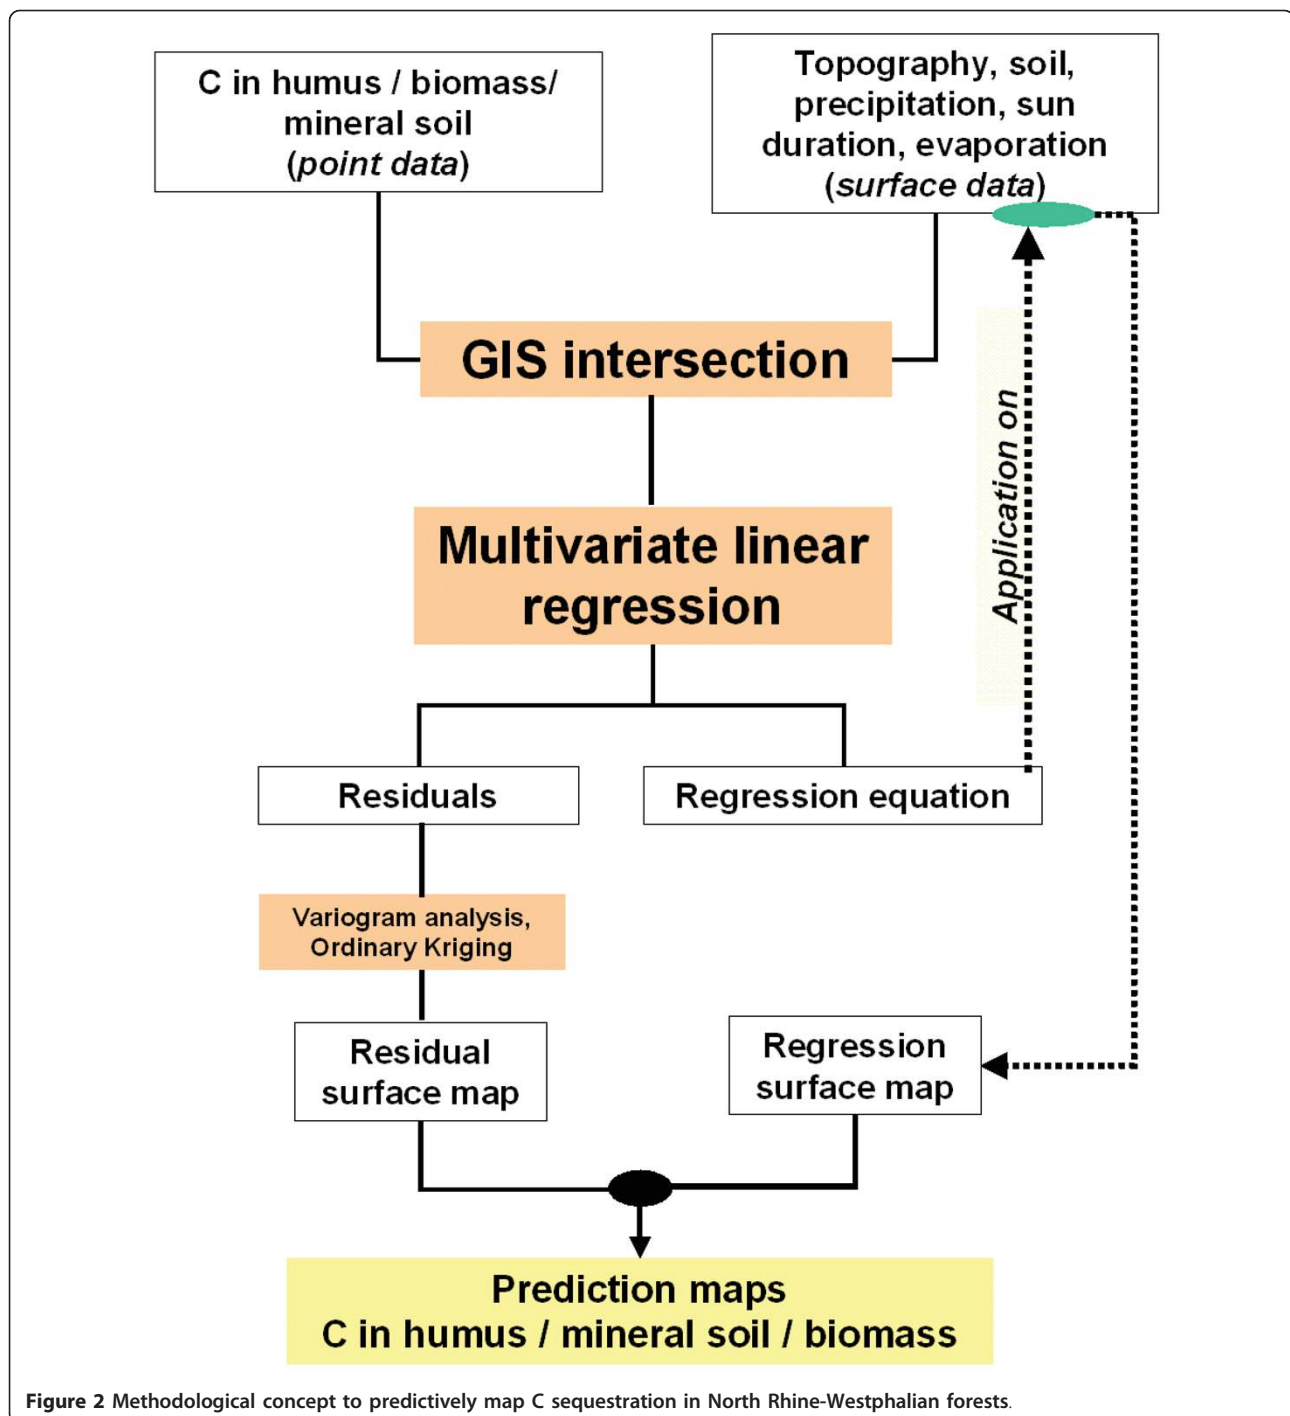 C in humus / biomass/
mineral soil
(point data)
Topography, soil,
precipitation, sun
duration, evaporation
(surface data)
GIS intersection
Application on
Multivariate linear
regression
Residuals
Regression equation
Variogram analysis,
Ordinary Kriging
Residual
surface map
Regression
surface map
Prediction maps
C in humus / mineral soil / biomass
Figure 2 Methodological concept to predictively map C sequestration in North Rhine-Westphalian forests.